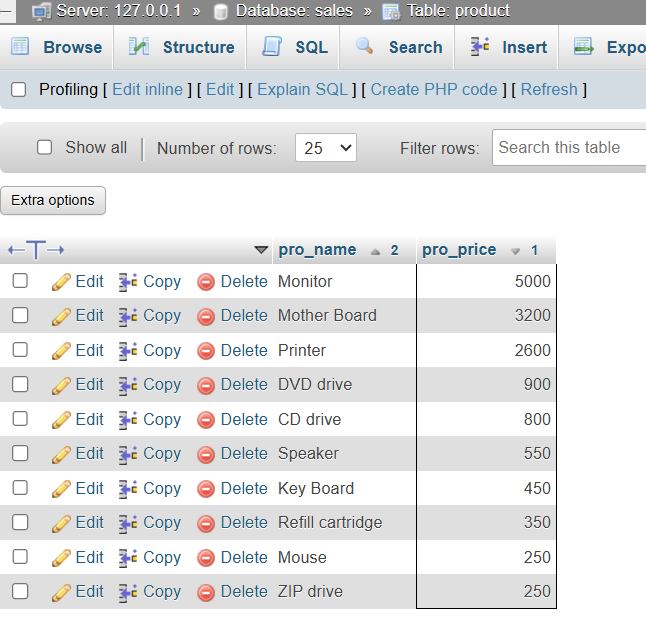 Server: 127.0.0.1 » Database: sales » Table: product
Browse Structure SQL Search Insert Expo
Profiling [ Edit inline ] [ Edit ] [ Explain SQL ] [ Create PHP code ] [ Refresh ]
Show all Number of rows: 25 Filter rows: Search this table
Extra options
←T→ pro_name 2 pro_price 1
Edit Copy Delete Monitor 5000
Edit Copy Delete Mother Board 3200
Edit Copy Delete Printer 2600
Edit Copy Delete DVD drive 900
Edit Copy Delete CD drive 800
Edit Copy Delete Speaker 550
Edit Copy Delete Key Board 450
Edit Copy Delete Refill cartridge 350
Edit Copy Delete Mouse 250
Edit Copy Delete ZIP drive 250